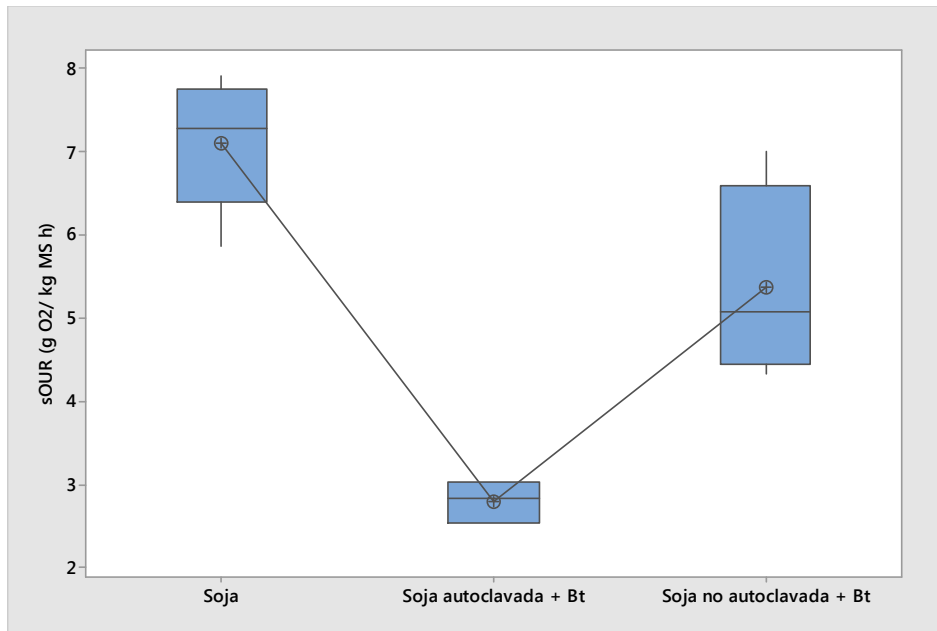 8
7
6
5
4
3
2
sOUR (g O2/ kg MS h)
Soja
Soja autoclavada + Bt
Soja no autoclavada + Bt